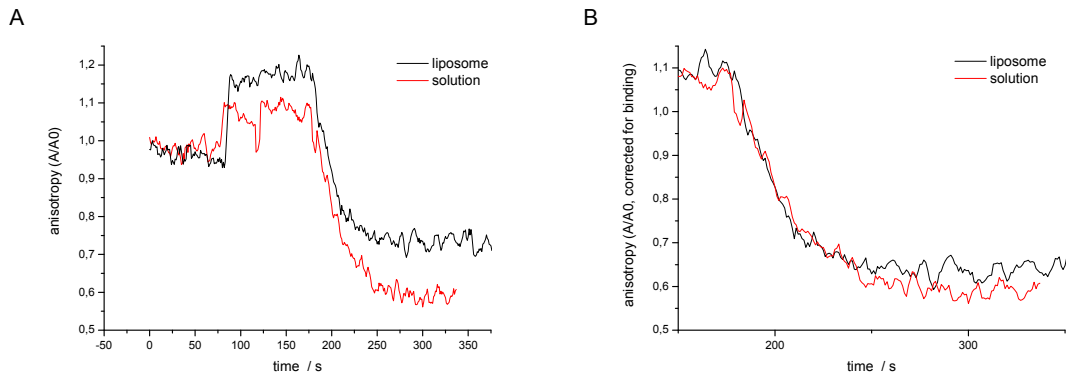 A
B
liposome
solution
1,2
1,1
1,0
0,9
0,8
0,7
0,6
0,5
-50 0 50 100 150 200 250 300 350
time / s
anisotropy (A/A0)
liposome
solution
1,1
1,0
0,9
0,8
0,7
0,6
0,5
200 300
time / s
anisotropy (A/A0, corrected for binding)